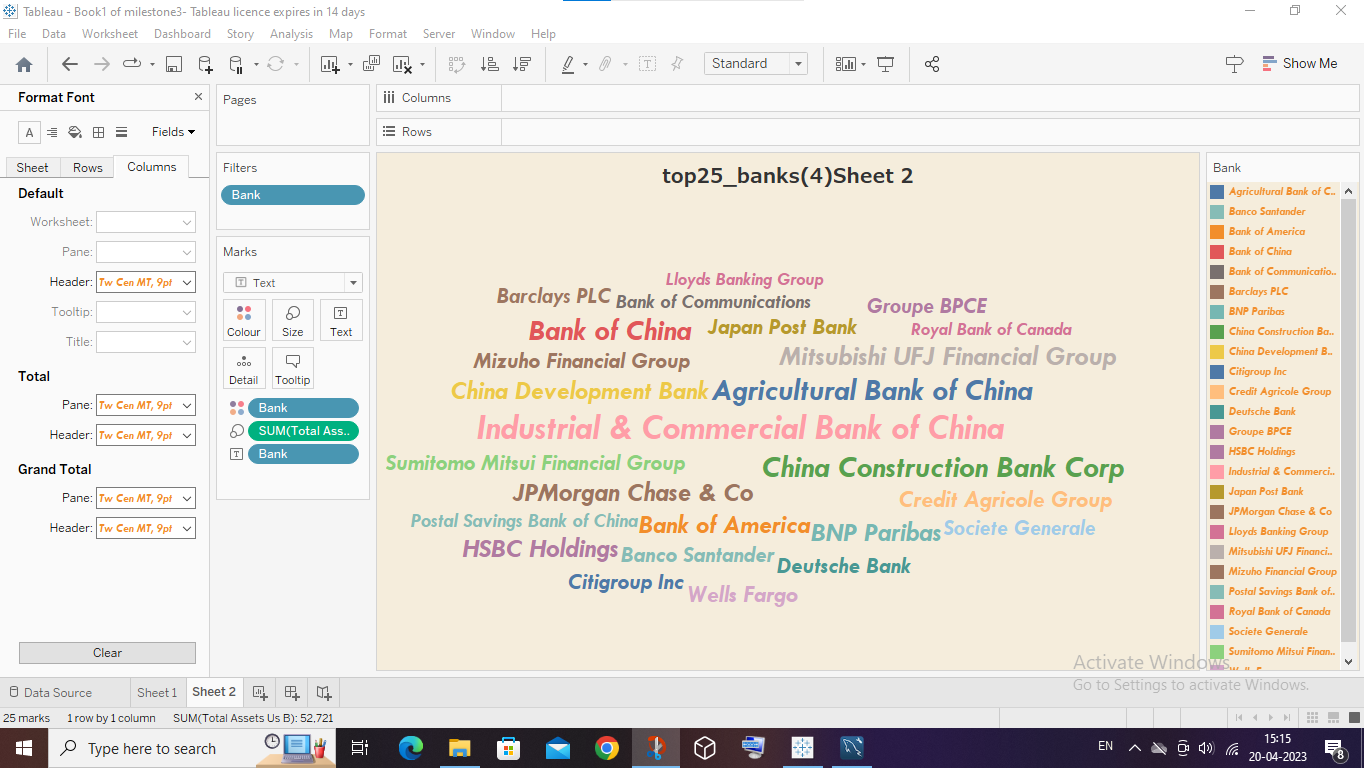 Tableau - Book1 of milestone3- Tableau licence expires in 14 days
File Data Worksheet Dashboard Story Analysis Map Format Server Window Help
Standard
Show Me
Format Font
Fields
Sheet Rows Columns
Default
Worksheet:
Pane:
Header: Tw Cen MT, 9pt
Tooltip:
Title:
Total
Pane: Tw Cen MT, 9pt
Header: Tw Cen MT, 9pt
Grand Total
Pane: Tw Cen MT, 9pt
Header: Tw Cen MT, 9pt
Clear
Pages
Filters
Bank
Marks
Text
Colour Size Text
Detail Tooltip
Bank
SUM(Total Ass..
Bank
Columns
Rows
top25_banks(4)Sheet 2
Lloyds Banking Group
Barclays PLC Bank of Communications Groupe BPCE
Bank of China Japan Post Bank Royal Bank of Canada
Mizuho Financial Group Mitsubishi UFJ Financial Group
China Development Bank Agricultural Bank of China
Industrial & Commercial Bank of China
Sumitomo Mitsui Financial Group China Construction Bank Corp
JPMorgan Chase & Co Credit Agricole Group
Postal Savings Bank of China Bank of America BNP Paribas Societe Generale
HSBC Holdings Banco Santander Deutsche Bank
Citigroup Inc Wells Fargo
Bank
Agricultural Bank of C..
Banco Santander
Bank of America
Bank of China
Bank of Communicatio..
Barclays PLC
BNP Paribas
China Construction Ba..
China Development B..
Citigroup Inc
Credit Agricole Group
Deutsche Bank
Groupe BPCE
HSBC Holdings
Industrial & Commerci..
Japan Post Bank
JPMorgan Chase & Co
Lloyds Banking Group
Mitsubishi UFJ Financi..
Mizuho Financial Group
Postal Savings Bank of..
Royal Bank of Canada
Societe Generale
Sumitomo Mitsui Finan..
Activate Windows
Go to Settings to activate Windows.
Data Source Sheet 1 Sheet 2
25 marks 1 row by 1 column SUM(Total Assets Us B): 52,721
Type here to search
EN
15:15
20-04-2023
8